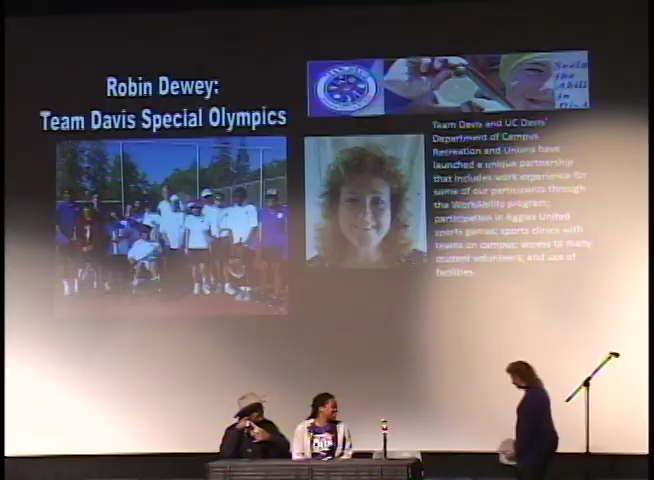 Robin Dewey:
Team Davis Special Olympics
Seeing
the
Ability
in
Team Davis and UC Davis'
Department of Campus
Recreation and Unions have
launched a unique partnership
that includes work experience for
some of our participants through
the WorkAbility program;
participation in Aggies United
sports games; sports clinics with
teams on campus; access to many
student volunteers; and use of
facilities.